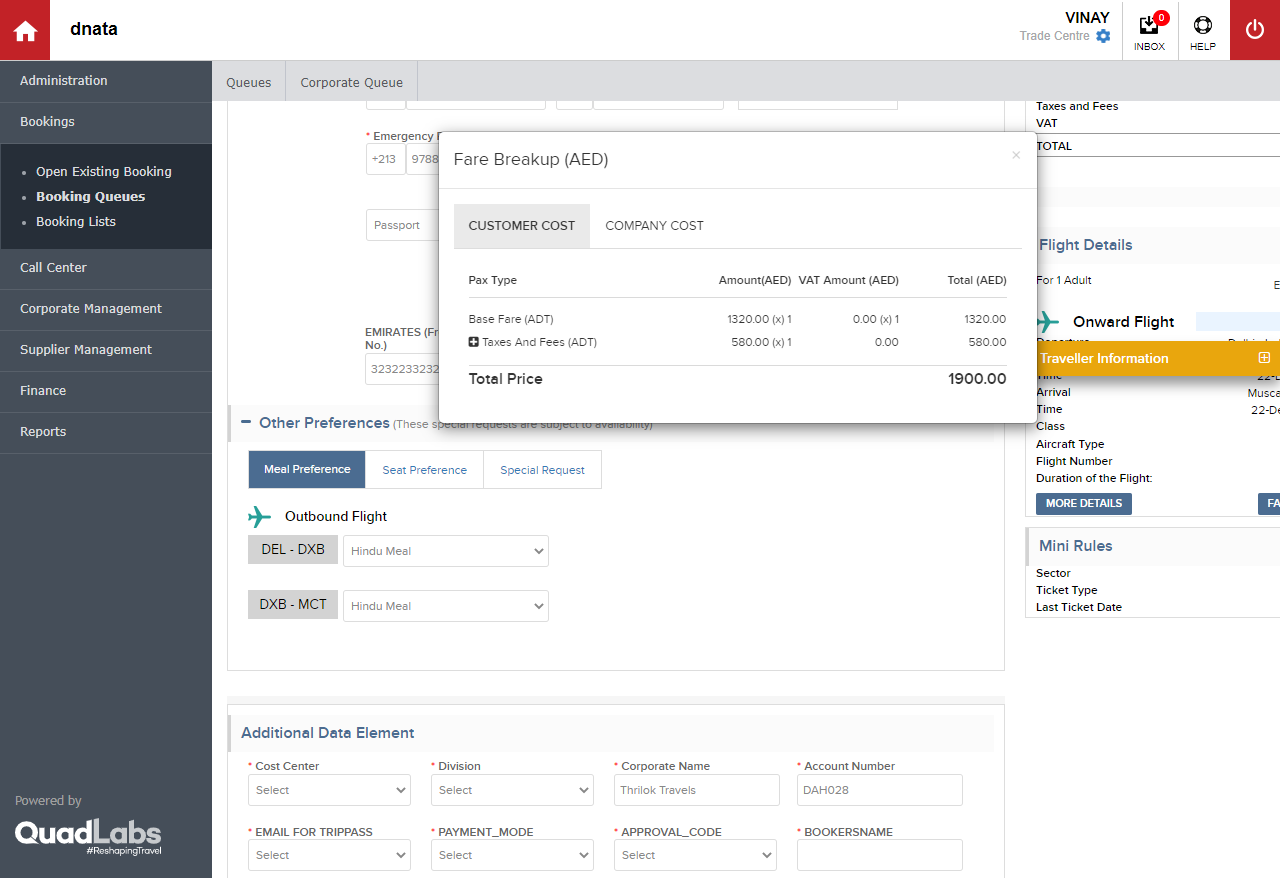 dnata
VINAY
Trade Centre
0
INBOX
HELP
Administration
Bookings
Open Existing Booking
Booking Queues
Booking Lists
Call Center
Corporate Management
Supplier Management
Finance
Reports
Powered by
QuadLabs
#ReshapingTravel
Queues
Corporate Queue
* Emergency
+213
9788
Passport
EMIRATES (Fr
No.)
3232233232
Fare Breakup (AED)
×
CUSTOMER COST
COMPANY COST
Pax Type Amount(AED) VAT Amount (AED) Total (AED)
Base Fare (ADT) 1320.00 (x) 1 0.00 (x) 1 1320.00
Taxes And Fees (ADT) 580.00 (x) 1 0.00 580.00
Total Price 1900.00
Other Preferences (These special requests are subject to availability)
Meal Preference
Seat Preference
Special Request
Outbound Flight
DEL - DXB Hindu Meal
DXB - MCT Hindu Meal
Additional Data Element
* Cost Center * Division * Corporate Name * Account Number
Select Select Thrilok Travels DAH028
* EMAIL FOR TRIPPASS * PAYMENT_MODE * APPROVAL_CODE * BOOKERSNAME
Select Select Select
Taxes and Fees
VAT
TOTAL
Flight Details
For 1 Adult
E
Onward Flight
Traveller Information
Time 22-D
Arrival Musca
Time 22-De
Class
Aircraft Type
Flight Number
Duration of the Flight:
MORE DETAILS
FA
Mini Rules
Sector
Ticket Type
Last Ticket Date